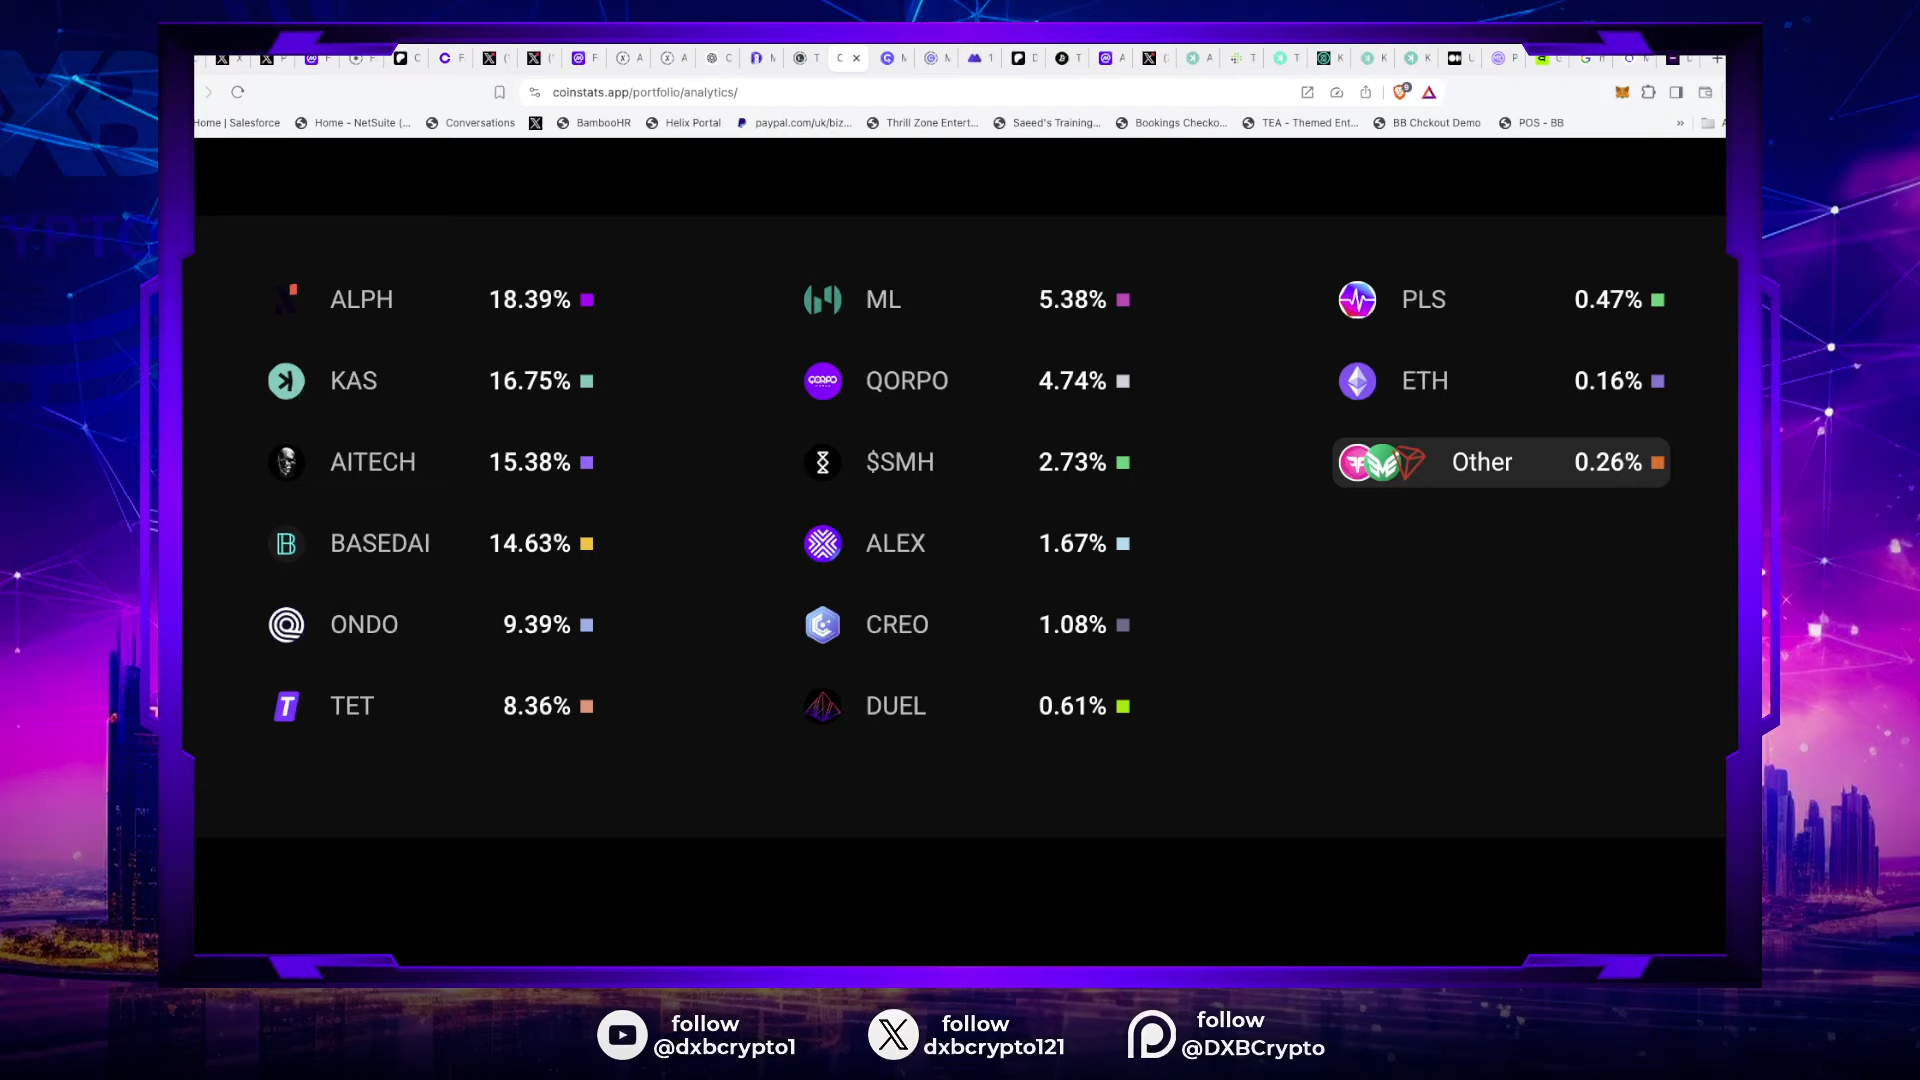 coinstats.app/portfolio/analytics/
Home | Salesforce Home - NetSuite (... Conversations BambooHR Helix Portal paypal.com/uk/biz... Thrill Zone Entert... Saeed's Training... Bookings Checko... TEA - Themed Ent... BB Chckout Demo POS - BB »
ALPH 18.39%
KAS 16.75%
AITECH 15.38%
BASEDAI 14.63%
ONDO 9.39%
TET 8.36%
ML 5.38%
QORPO 4.74%
$SMH 2.73%
ALEX 1.67%
CREO 1.08%
DUEL 0.61%
PLS 0.47%
ETH 0.16%
Other 0.26%
follow
@dxbcrypto1
follow
dxbcrypto121
follow
@DXBCrypto